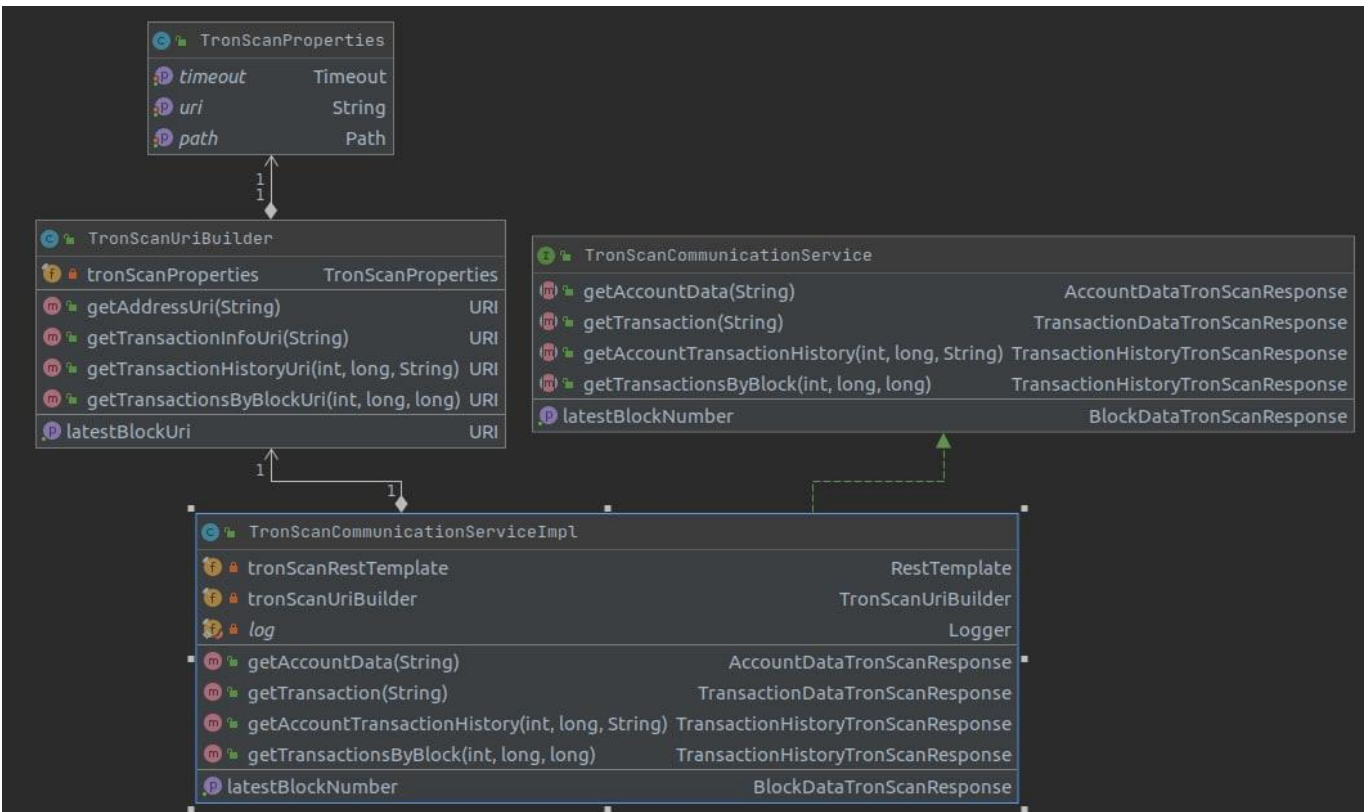 TronScanProperties
timeout Timeout
uri String
path Path
1
1
TronScanUriBuilder
tronScanProperties TronScanProperties
getAddressUri(String) URI
getTransactionInfoUri(String) URI
getTransactionHistoryUri(int, long, String) URI
getTransactionsByBlockUri(int, long, long) URI
latestBlockUri URI
TronScanCommunicationService
getAccountData(String) AccountDataTronScanResponse
getTransaction(String) TransactionDataTronScanResponse
getAccountTransactionHistory(int, long, String) TransactionHistoryTronScanResponse
getTransactionsByBlock(int, long, long) TransactionHistoryTronScanResponse
latestBlockNumber BlockDataTronScanResponse
1
1
TronScanCommunicationServiceImpl
tronScanRestTemplate RestTemplate
tronScanUriBuilder TronScanUriBuilder
log Logger
getAccountData(String) AccountDataTronScanResponse
getTransaction(String) TransactionDataTronScanResponse
getAccountTransactionHistory(int, long, String) TransactionHistoryTronScanResponse
getTransactionsByBlock(int, long, long) TransactionHistoryTronScanResponse
latestBlockNumber BlockDataTronScanResponse